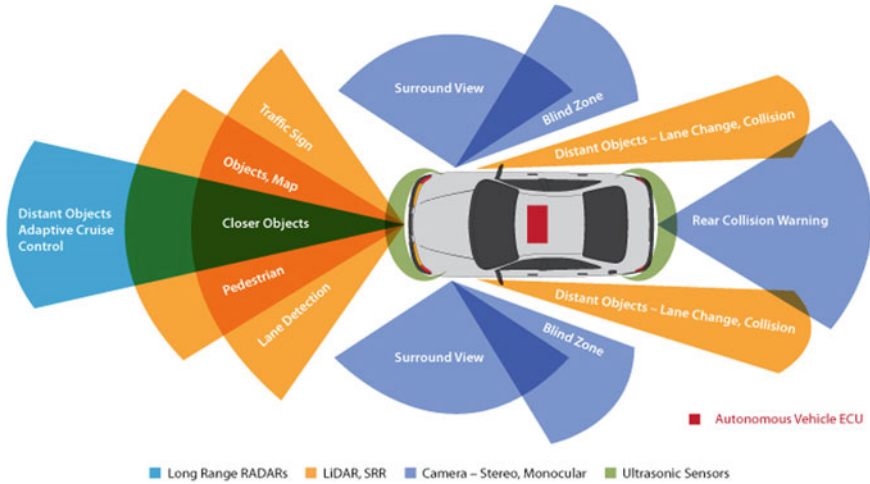 Surround View
Blind Zone
Traffic Sign
Distant Objects – Lane Change, Collision
Objects, Map
Distant Objects
Adaptive Cruise
Control
Closer Objects
Rear Collision Warning
Pedestrian
Lane Detection
Distant Objects – Lane Change, Collision
Surround View
Blind Zone
Autonomous Vehicle ECU
Long Range RADARs
LiDAR, SRR
Camera – Stereo, Monocular
Ultrasonic Sensors